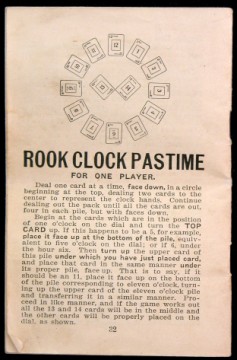 ROOK CLOCK PASTIME
FOR ONE PLAYER.
Deal one card at a time, face down, in a circle
beginning at the top, dealing two cards to the
center to represent the clock hands. Continue
dealing out the pack until all the cards are out,
four in each pile, but with faces down.
Begin at the cards which are in the position
of one o'clock on the dial and turn the TOP
CARD up. If this happens to be a 5, for example,
place it face up at the bottom of the pile, equiv-
alent to five o'clock on the dial; or if 6, under
the hour six. Then turn up the upper card of
this pile under which you have just placed card,
and place that card in the same manner under
its proper pile, face up. That is to say, if it
should be an 11, place it face up on the bottom
of the pile corresponding to eleven o'clock, turn-
ing up the upper card of the eleven o'clock pile
and transferring it in a similar manner. Pro-
ceed in like manner, and if the game works out
all the 13 and 14 cards will be in the middle and
the other cards will be properly placed on the
dial, as shown.
32